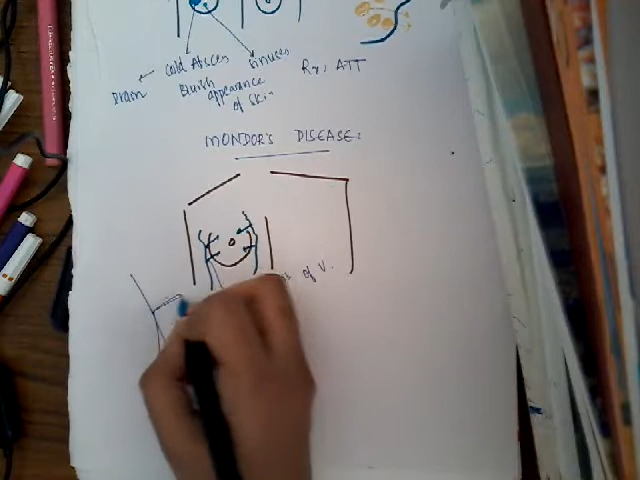 cold Abscess
sinuses
Drain
Bluish
appearance
of skin
Rx, ATT
MONDOR'S DISEASE:
of V.